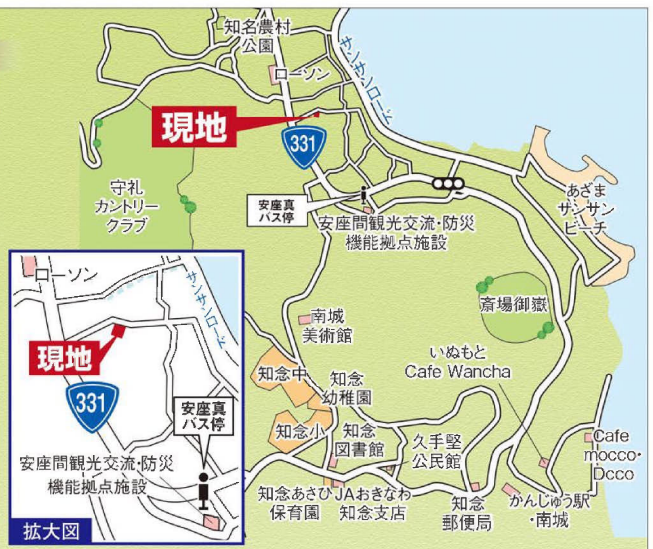 知名農村
公園
サンサンロード
ローソン
現地
331
守礼
カントリー
クラブ
安座真
バス停
安座間観光交流・防災
機能拠点施設
あざま
サンサン
ビーチ
斎場御嶽
南城
美術館
いぬもと
Cafe Wancha
知念中
知念
幼稚園
知念小
知念
図書館
久手堅
公民館
Cafe
mocco・
Dcco
知念あさひ
保育園
JAおきなわ
知念支店
知念
郵便局
がんじゅう駅
・南城
ローソン
サンサンロード
現地
331
安座真
バス停
安座間観光交流・防災
機能拠点施設
拡大図